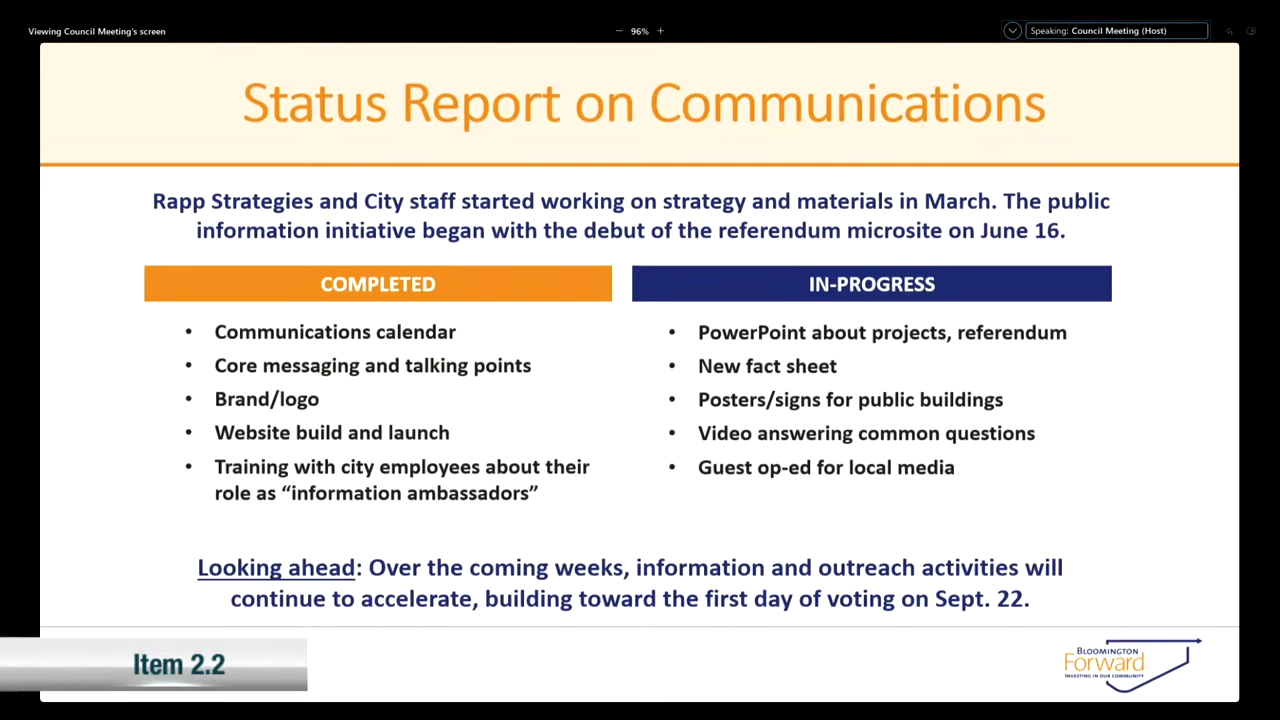 Viewing Council Meeting's screen
96%
Speaking: Council Meeting (Host)
Status Report on Communications
Rapp Strategies and City staff started working on strategy and materials in March. The public
information initiative began with the debut of the referendum microsite on June 16.
COMPLETED
• Communications calendar
• Core messaging and talking points
• Brand/logo
• Website build and launch
• Training with city employees about their
role as “information ambassadors”
IN-PROGRESS
• PowerPoint about projects, referendum
• New fact sheet
• Posters/signs for public buildings
• Video answering common questions
• Guest op-ed for local media
Looking ahead: Over the coming weeks, information and outreach activities will
continue to accelerate, building toward the first day of voting on Sept. 22.
Item 2.2
BLOOMINGTON
Forward
INVESTING IN OUR COMMUNITY